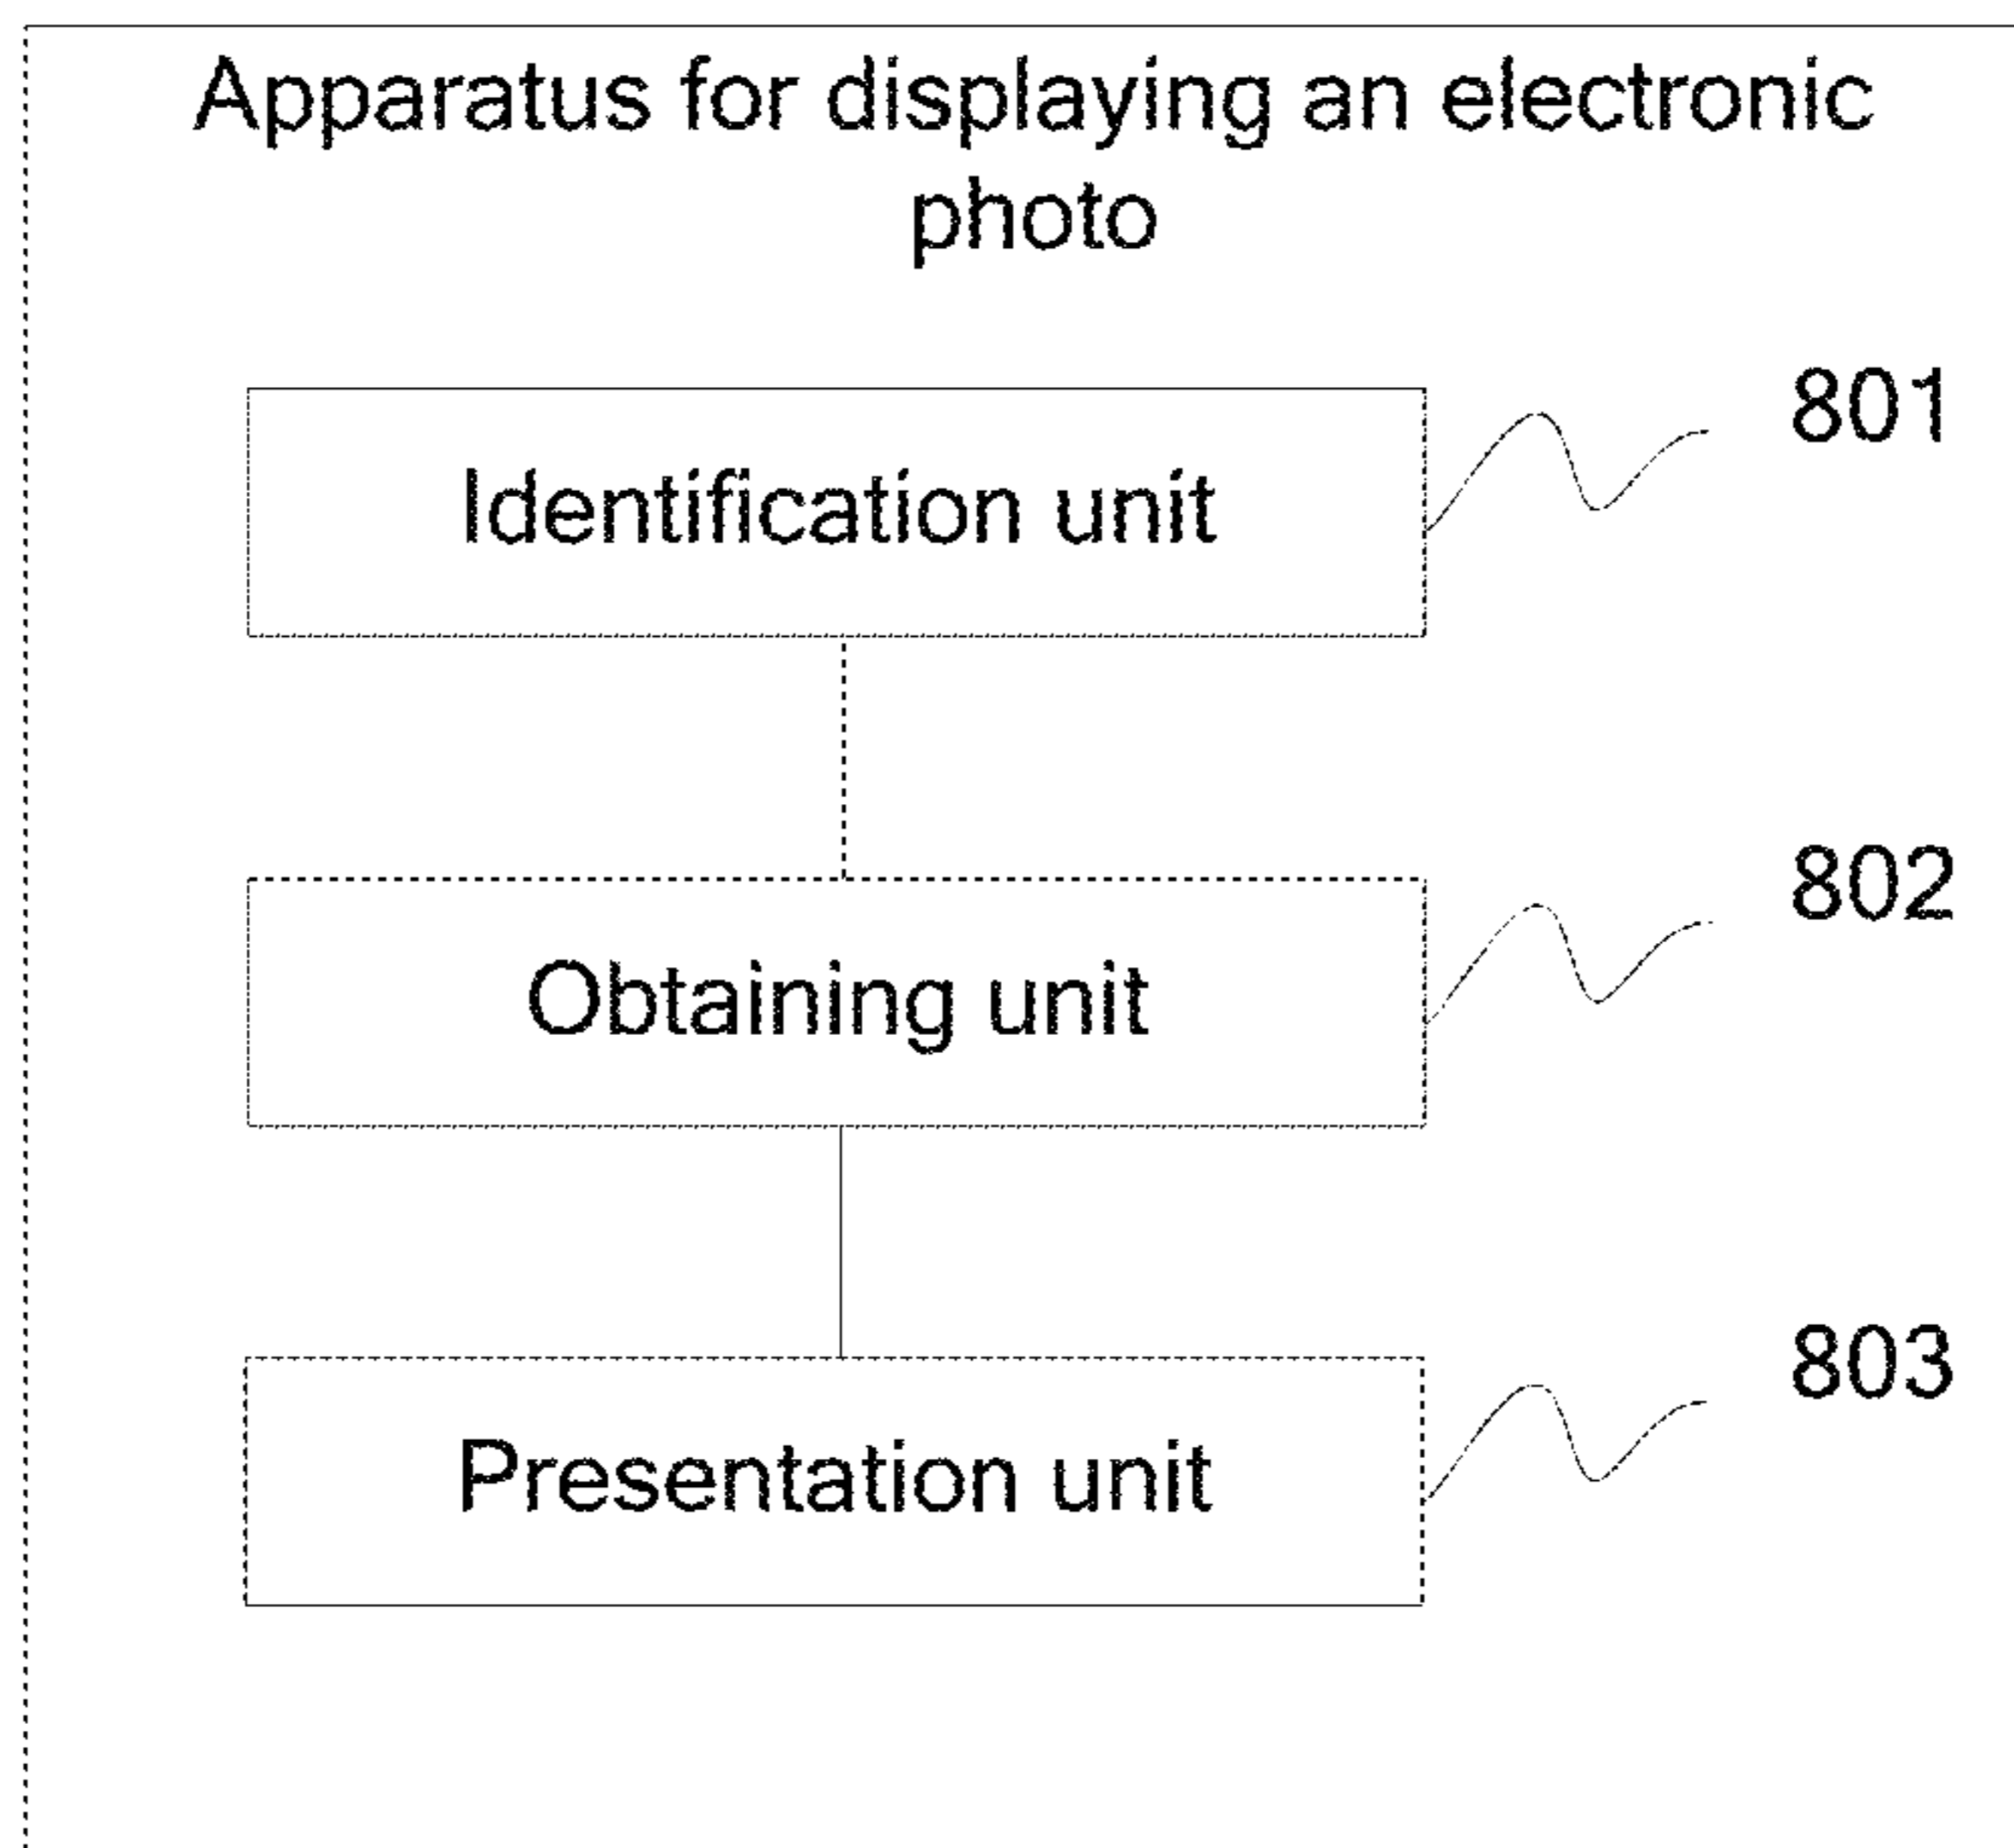 Apparatus for displaying an electronic
photo
801
Identification unit
802
Obtaining unit
803
Presentation unit